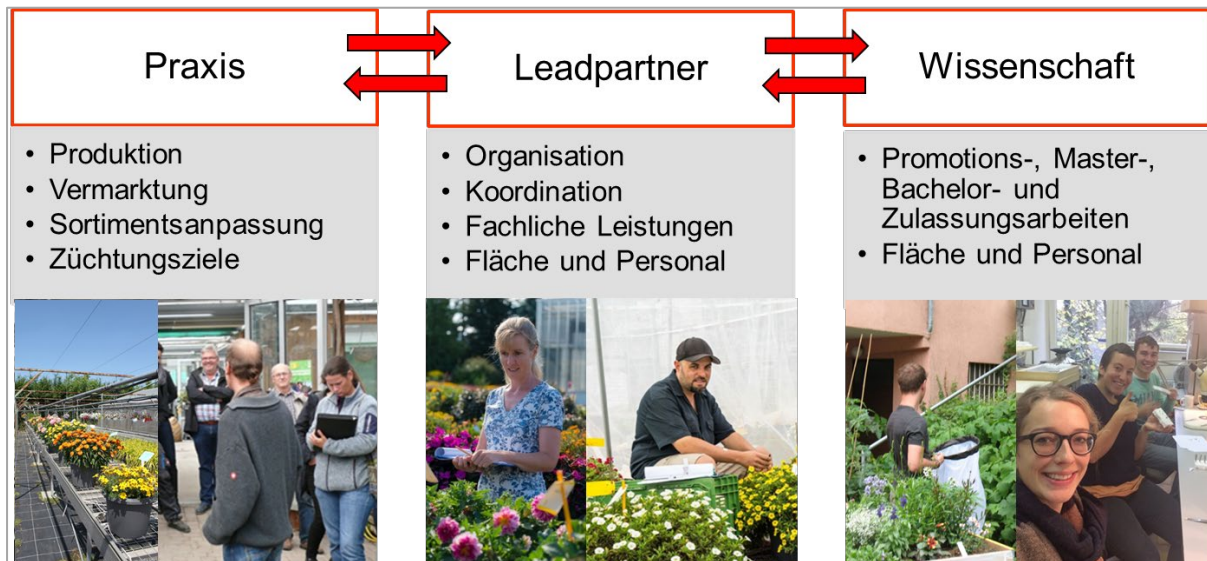 Praxis
Leadpartner
Wissenschaft
• Produktion
• Vermarktung
• Sortimentsanpassung
• Züchtungsziele
• Organisation
• Koordination
• Fachliche Leistungen
• Fläche und Personal
• Promotions-, Master-,
Bachelor- und
Zulassungsarbeiten
• Fläche und Personal